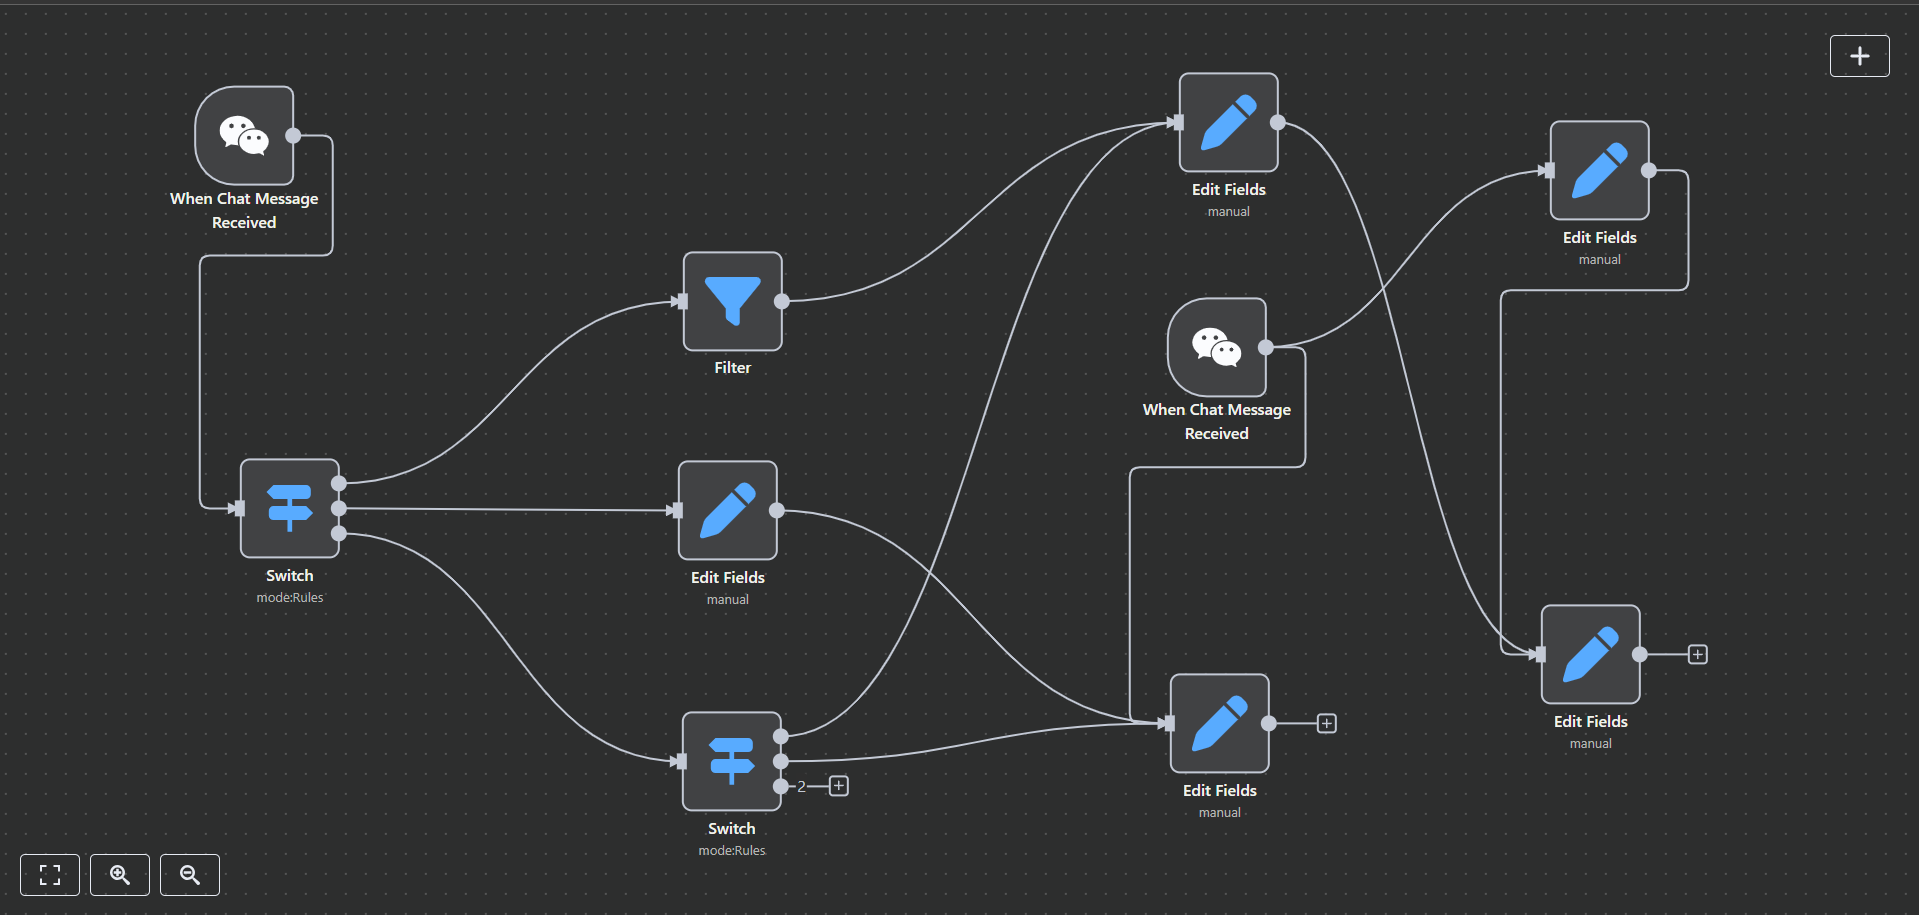 When Chat Message
Received
Edit Fields
manual
Edit Fields
manual
Filter
When Chat Message
Received
Switch
mode:Rules
Edit Fields
manual
Edit Fields
manual
Edit Fields
manual
2
Switch
mode:Rules